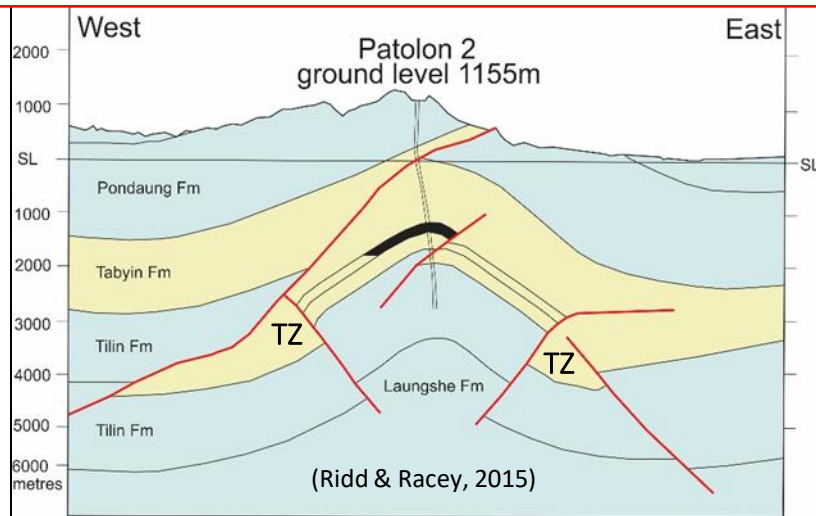 West
East
Patolon 2
ground level 1155m
2000
1000
SL
SL
Pondaung Fm
1000
Tabyin Fm
2000
3000
Tilin Fm
TZ
TZ
4000
Laungshe Fm
5000
Tilin Fm
6000
metres
(Ridd & Racey, 2015)